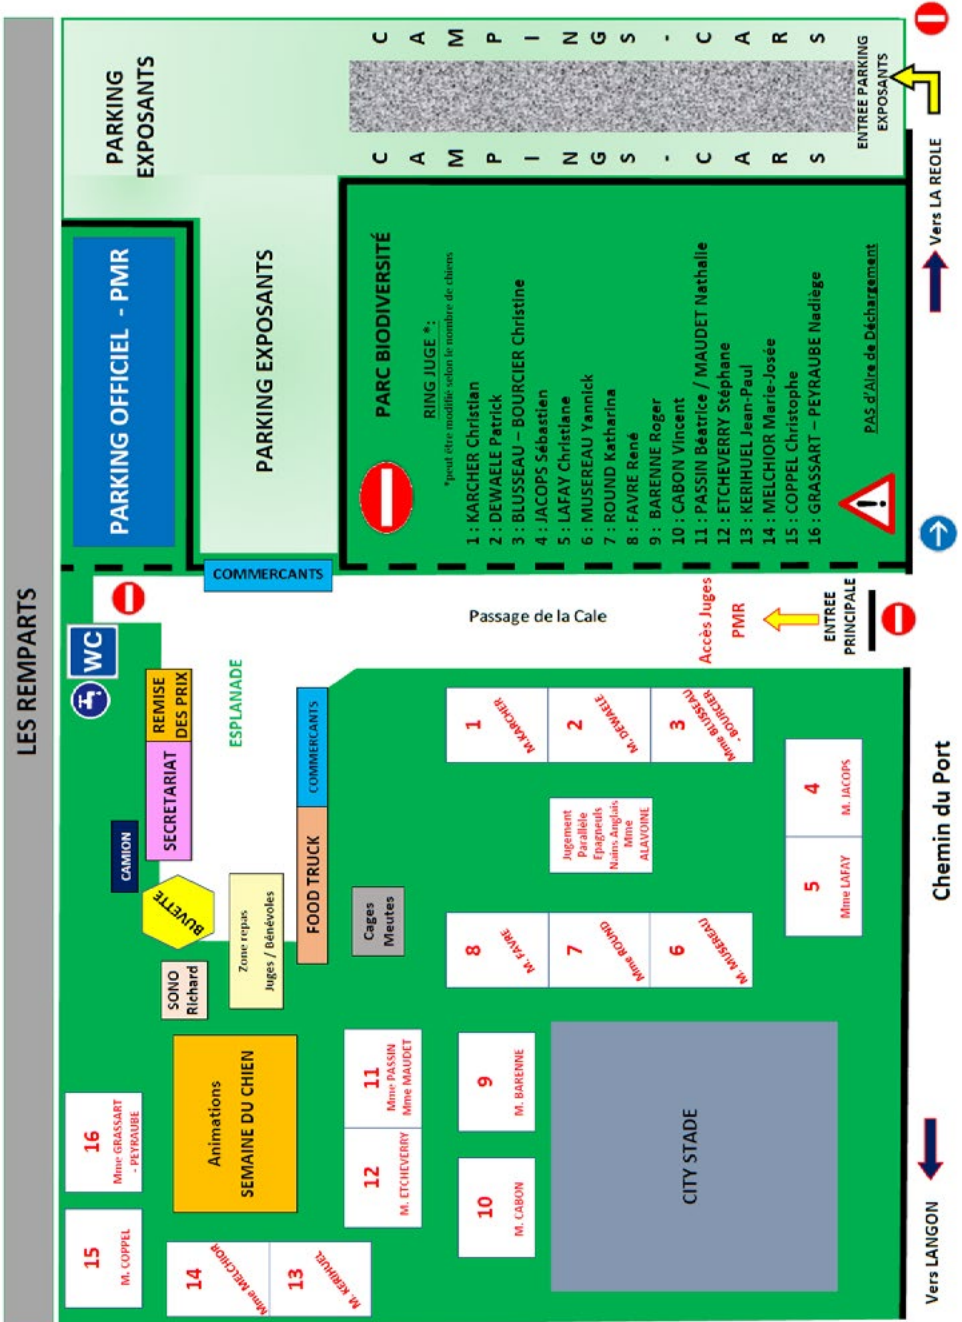 LES REMPARTS
PARKING
EXPOSANTS
C A M P I N G S - C A R S
C A M P I N G S - C A R S
ENTREE PARKING
EXPOSANTS
PARKING OFFICIEL - PMR
PARKING EXPOSANTS
PARC BIODIVERSITÉ
RING JUGE *:
*peut être modifié selon le nombre de chiens
1 : KARCHER Christian
2 : DEWAELE Patrick
3 : BLUSSEAU – BOURCIER Christine
4 : JACOPS Sébastien
5 : LAFAY Christiane
6 : MUSEREAU Yannick
7 : ROUND Katharina
8 : FAVRE René
9 : BARENNE Roger
10 : CABON Vincent
11 : PASSIN Béatrice / MAUDET Nathalie
12 : ETCHEVERRY Stéphane
13 : KERIHUEL Jean-Paul
14 : MELCHIOR Marie-Josée
15 : COPPEL Christophe
16 : GRASSART – PEYRAUBE Nadiège
PAS d'Aire de Déchargement
!
Vers LA REOLE
COMMERCANTS
Passage de la Cale
Accès Juges
PMR
ENTREE
PRINCIPALE
WC
REMISE
DES PRIX
SECRETARIAT
ESPLANADE
CAMION
BUVETTE
COMMERCANTS
FOOD TRUCK
Zone repas
Juges / Bénévoles
SONO
Richard
Cages
Meutes
1
M.KARCHER
2
M. DEWAELE
3
Mme BLUSSEAU
- BOURCIER
Jugement
Parallèle
Epagneuls
Nains Anglais
Mme
ALAVOINE
4
M. JACOPS
5
Mme LAFAY
8
M. FAVRE
7
Mme ROUND
6
M. MUSEREAU
Animations
SEMAINE DU CHIEN
11
Mme PASSIN
Mme MAUDET
12
M. ETCHEVERRY
9
M. BARENNE
10
M. CABON
16
Mme GRASSART
- PEYRAUBE
15
M. COPPEL
14
Mme MELCHIOR
13
M. KERIHUEL
CITY STADE
Chemin du Port
Vers LANGON